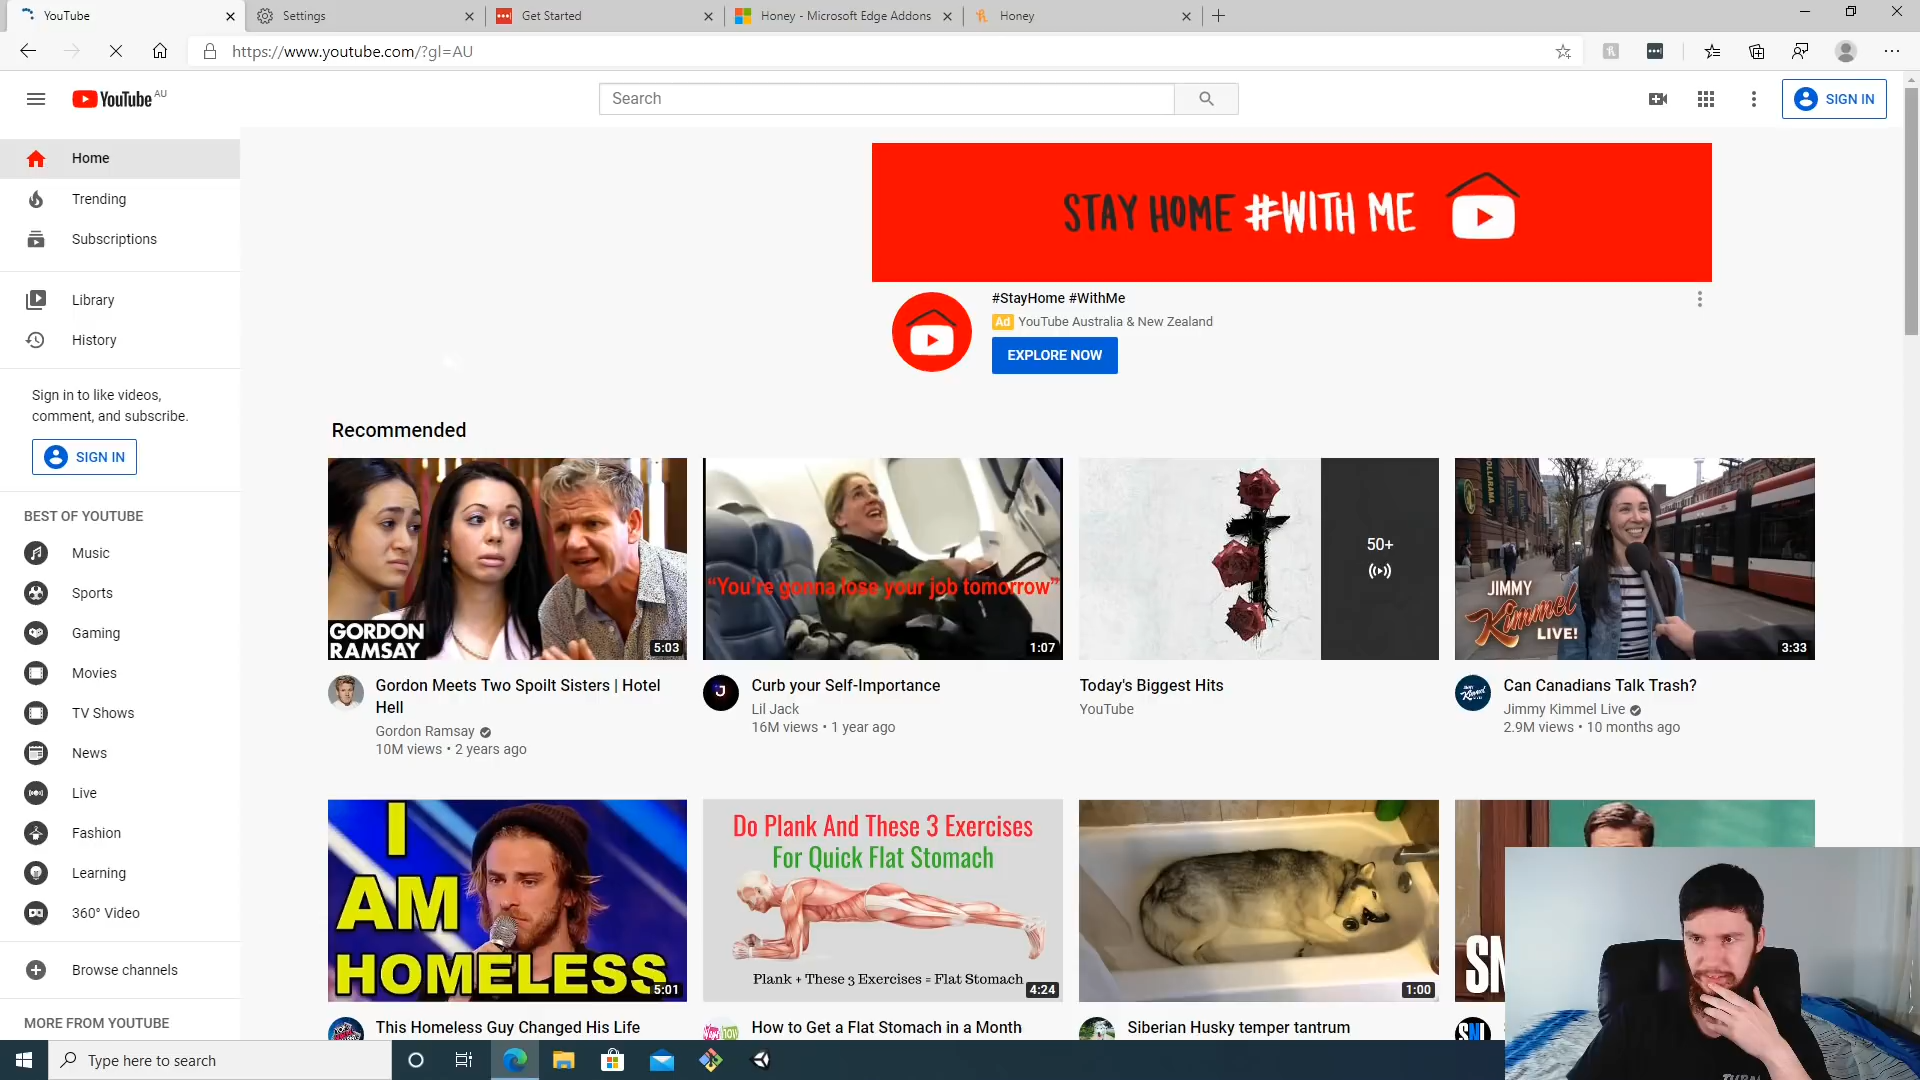 YouTube
Settings
Get Started
Honey - Microsoft Edge Addons
Honey
https://www.youtube.com/?gl=AU
YouTube AU
Search
SIGN IN
Home
Trending
Subscriptions
Library
History
Sign in to like videos,
comment, and subscribe.
SIGN IN
BEST OF YOUTUBE
Music
Sports
Gaming
Movies
TV Shows
News
Live
Fashion
Learning
360° Video
Browse channels
MORE FROM YOUTUBE
STAY HOME #WITH ME
#StayHome #WithMe
Ad YouTube Australia & New Zealand
EXPLORE NOW
Recommended
GORDON
RAMSAY
5:03
"You're gonna lose your job tomorrow"
1:07
50+
JIMMY
Kimmel
LIVE!
3:33
Gordon Meets Two Spoilt Sisters | Hotel
Hell
Gordon Ramsay
10M views • 2 years ago
Curb your Self-Importance
Lil Jack
16M views • 1 year ago
Today's Biggest Hits
YouTube
Can Canadians Talk Trash?
Jimmy Kimmel Live
2.9M views • 10 months ago
I
AM
HOMELESS
5:01
Do Plank And These 3 Exercises
For Quick Flat Stomach
Plank + These 3 Exercises = Flat Stomach
4:24
1:00
This Homeless Guy Changed His Life
How to Get a Flat Stomach in a Month
Siberian Husky temper tantrum
Type here to search